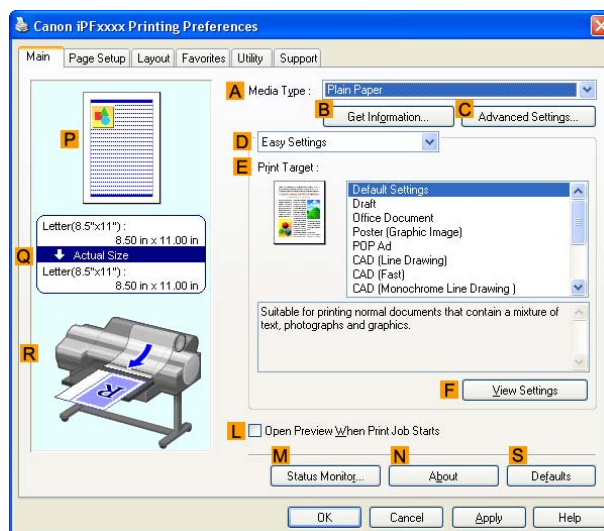 Canon iPFxxxx Printing Preferences
Main Page Setup Layout Favorites Utility Support
A Media Type : Plain Paper
B C
Get Information... Advanced Settings...
D Easy Settings
E Print Target :
P
Default Settings
Draft
Office Document
Poster (Graphic Image)
POP Ad
CAD (Line Drawing)
CAD (Fast)
CAD (Monochrome Line Drawing )
Letter(8.5"x11") :
8.50 in x 11.00 in
Q Actual Size
Letter(8.5"x11") :
8.50 in x 11.00 in
Suitable for printing normal documents that contain a mixture of
text, photographs and graphics.
R
R
F View Settings
L Open Preview When Print Job Starts
M N S
Status Monitor... About Defaults
OK Cancel Apply Help